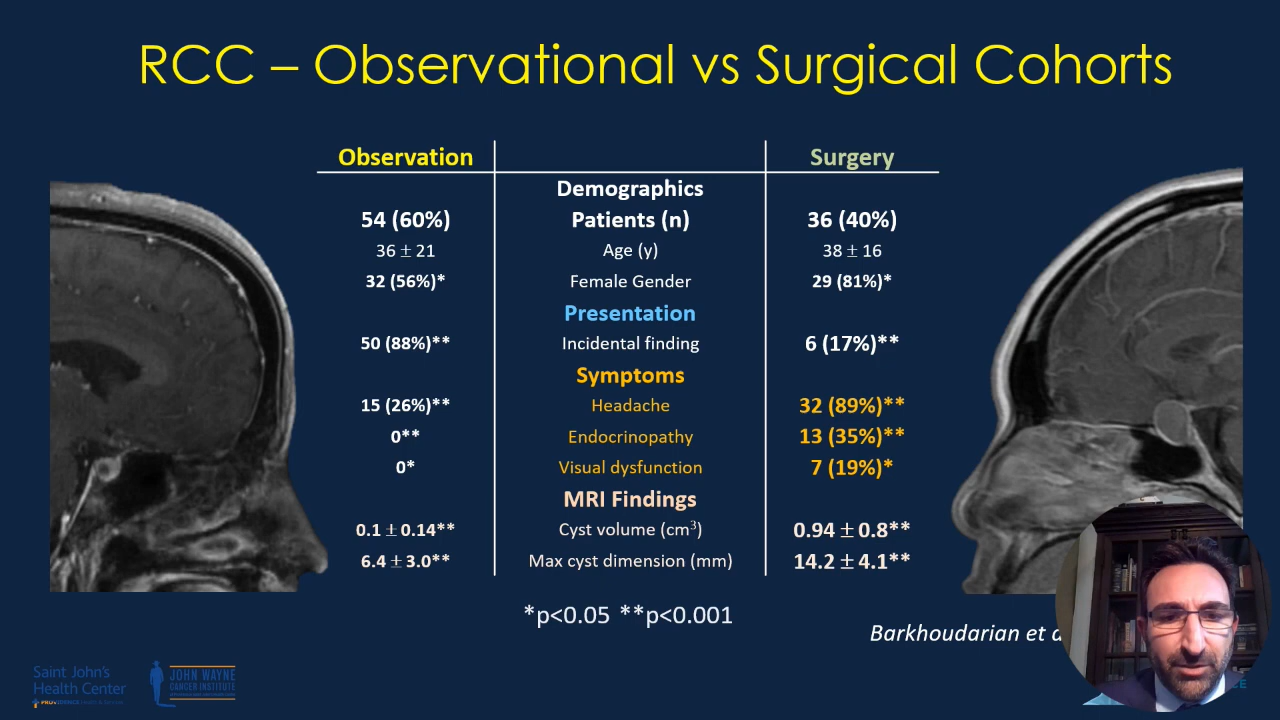 RCC – Observational vs Surgical Cohorts
Observation Surgery
Demographics
54 (60%) Patients (n) 36 (40%)
36 ± 21 Age (y) 38 ± 16
32 (56%)* Female Gender 29 (81%)*
Presentation
50 (88%)** Incidental finding 6 (17%)**
Symptoms
15 (26%)** Headache 32 (89%)**
0** Endocrinopathy 13 (35%)**
0* Visual dysfunction 7 (19%)*
MRI Findings
0.1 ± 0.14** Cyst volume (cm³) 0.94 ± 0.8**
6.4 ± 3.0** Max cyst dimension (mm) 14.2 ± 4.1**
*p<0.05 **p<0.001
Barkhoudarian et
Saint John's
Health Center
PROVIDENCE Health & Services
JOHN WAYNE
CANCER INSTITUTE